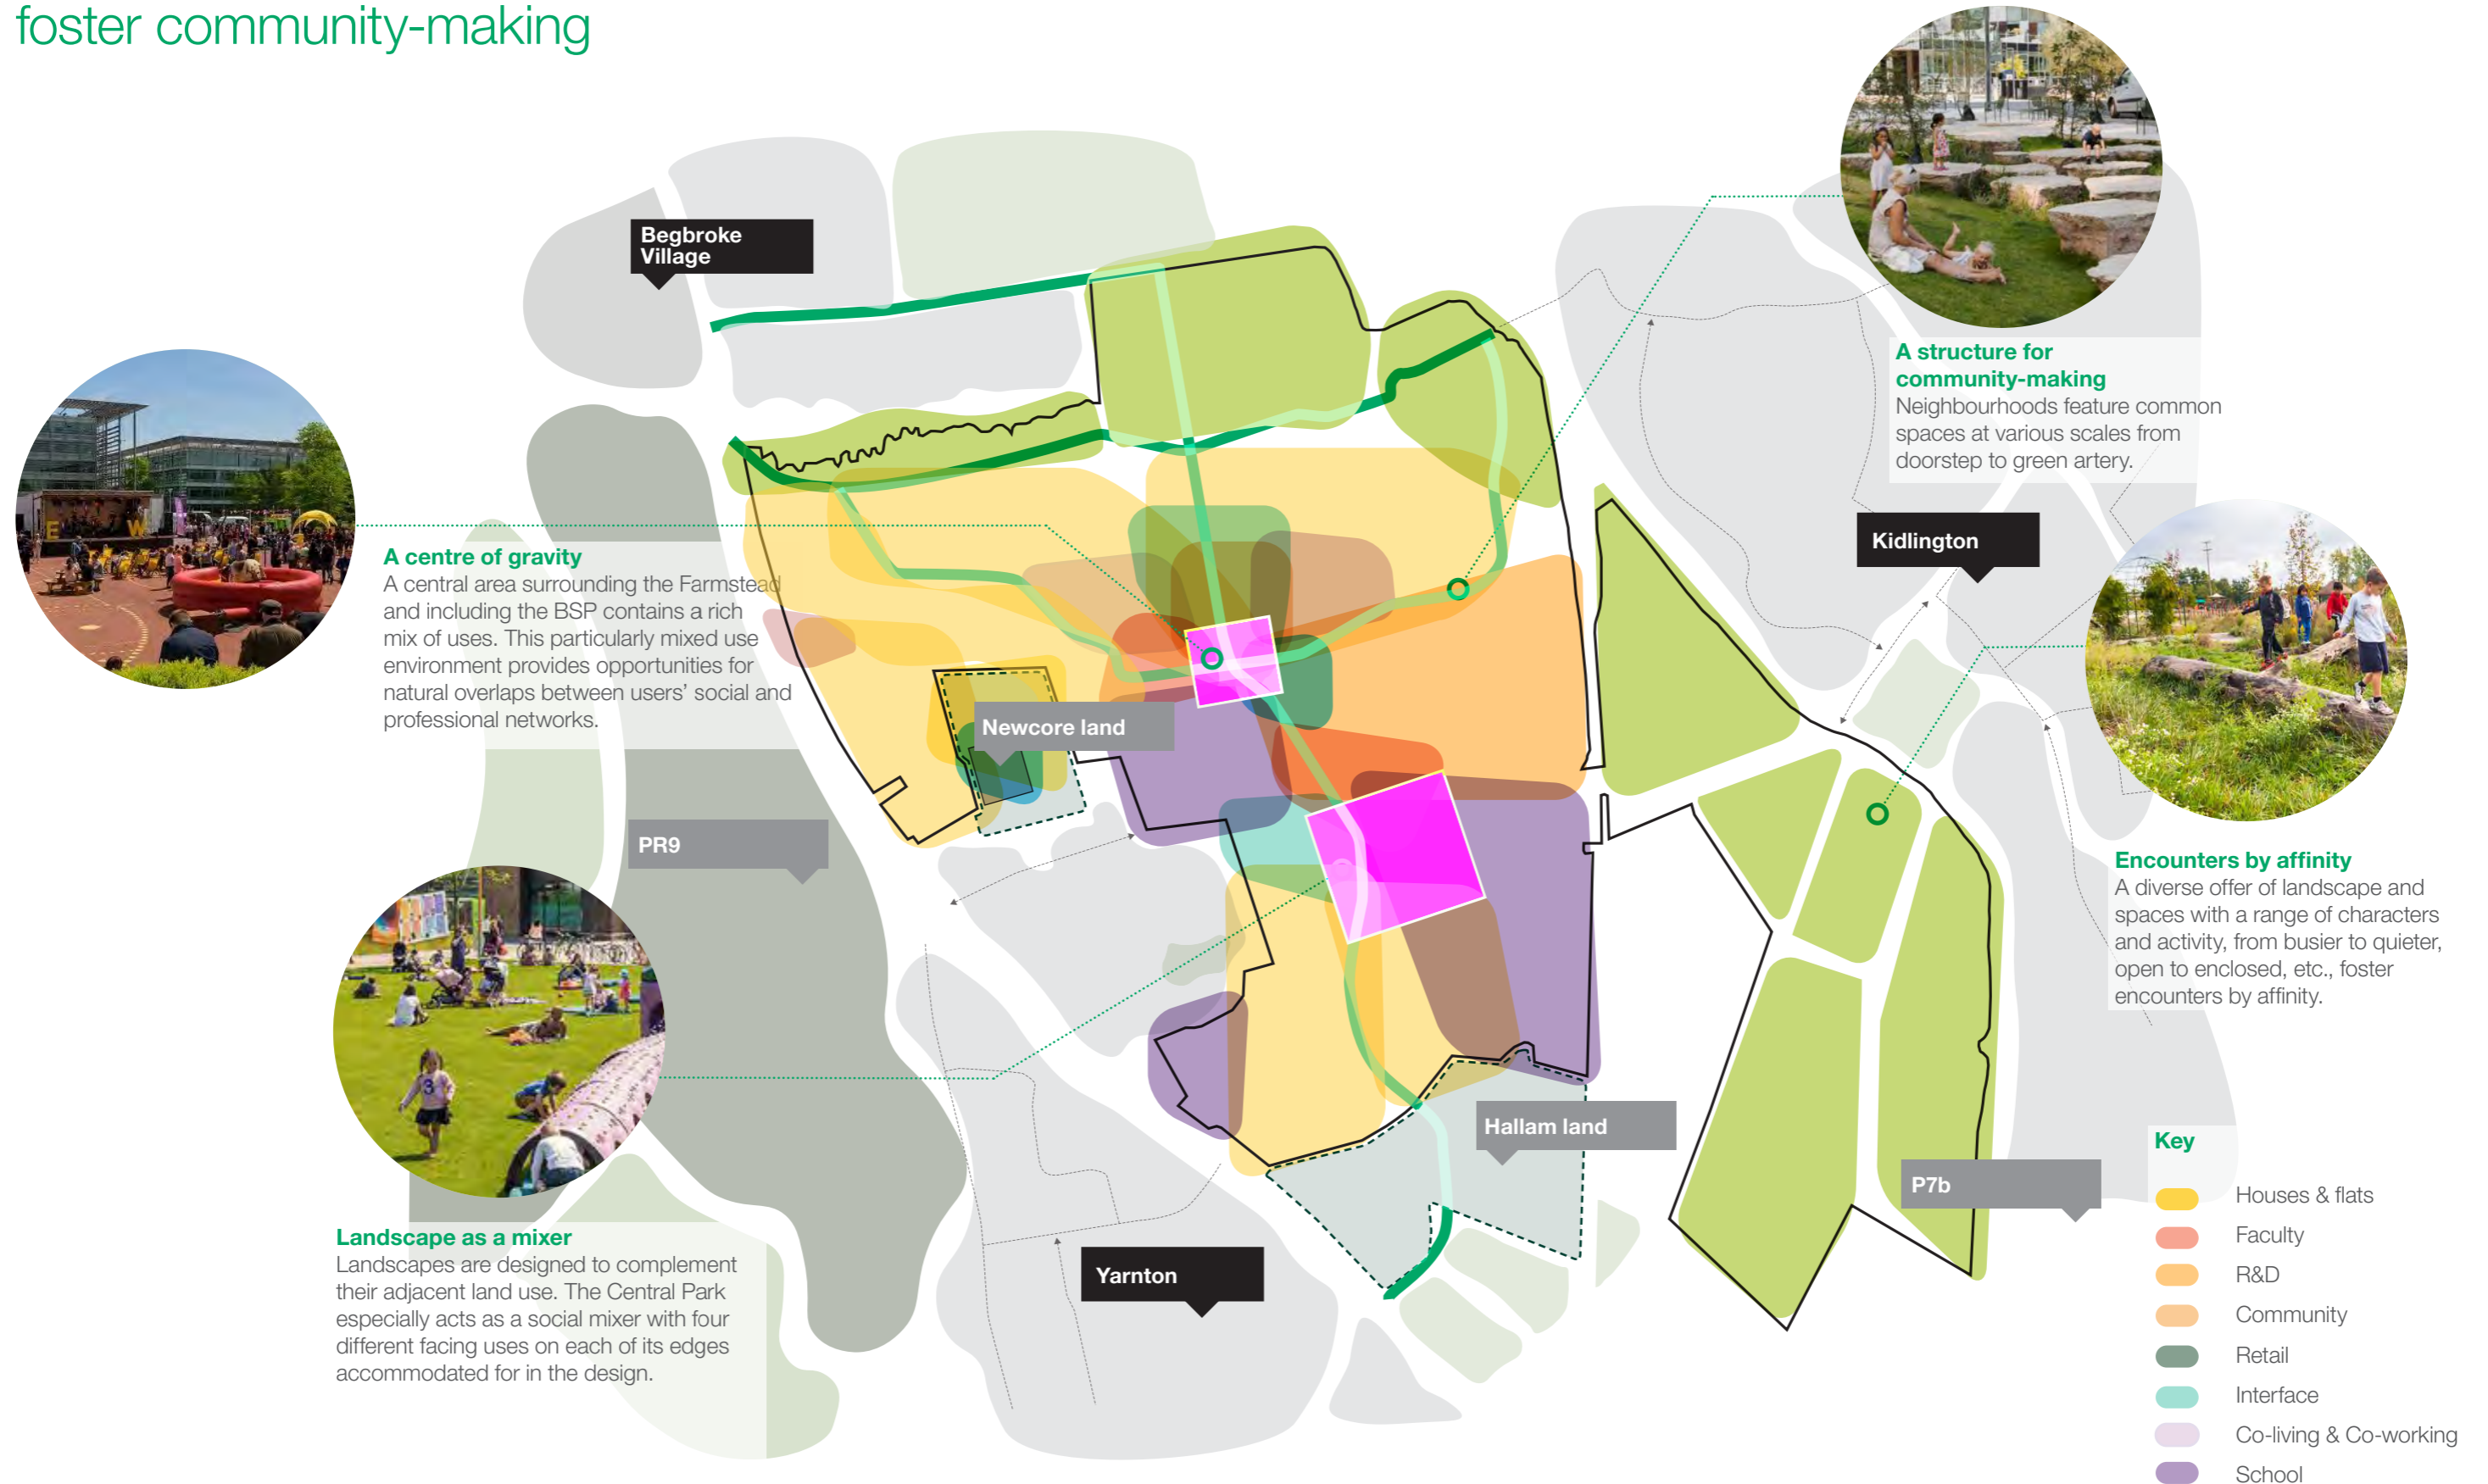 foster community-making
Begbroke
Village
A structure for
community-making
Neighbourhoods feature common
spaces at various scales from
doorstep to green artery.
Kidlington
E
W
A centre of gravity
A central area surrounding the Farmstead
and including the BSP contains a rich
mix of uses. This particularly mixed use
environment provides opportunities for
natural overlaps between users’ social and
professional networks.
Newcore land
PR9
Encounters by affinity
A diverse offer of landscape and
spaces with a range of characters
and activity, from busier to quieter,
open to enclosed, etc., foster
encounters by affinity.
3
Landscape as a mixer
Landscapes are designed to complement
their adjacent land use. The Central Park
especially acts as a social mixer with four
different facing uses on each of its edges
accommodated for in the design.
Hallam land
Yarnton
P7b
Key
Houses & flats
Faculty
R&D
Community
Retail
Interface
Co-living & Co-working
School